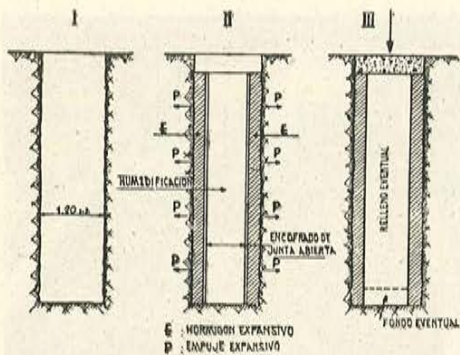 I
II
III
P
P
E
E
P
P
HUMIDIFICACION
1.20
P
P
ENCOFRADO DE
JUNTA ABIERTA
P
P
RELLENO EVENTUAL
FONDO EVENTUAL
E : HORMIGON EXPANSIVO
P : EMPUJE EXPANSIVO